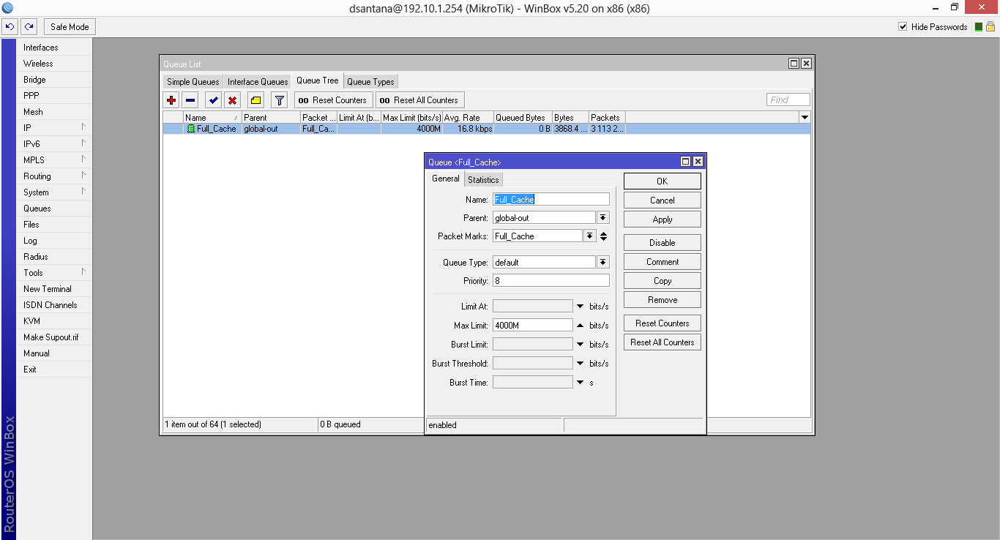 dsantana@192.10.1.254 (MikroTik) - WinBox v5.20 on x86 (x86)
Safe Mode
Hide Passwords
Interfaces
Wireless
Bridge
PPP
Mesh
IP
IPv6
MPLS
Routing
System
Queues
Files
Log
Radius
Tools
New Terminal
ISDN Channels
KVM
Make Supout.rif
Manual
Exit
RouterOS WinBox
Queue List
Simple Queues Interface Queues Queue Tree Queue Types
00 Reset Counters 00 Reset All Counters Find
Name / Parent Packet ... Limit At (b... Max Limit (bits/s) Avg. Rate Queued Bytes Bytes Packets
Full_Cache global-out Full_Ca... 4000M 16.8 kbps 0 B 3868.4 ... 3 113 2...
1 item out of 64 (1 selected) 0 B queued
Queue <Full_Cache>
General Statistics
Name: Full_Cache
Parent: global-out
Packet Marks: Full_Cache
Queue Type: default
Priority: 8
Limit At: bits/s
Max Limit: 4000M bits/s
Burst Limit: bits/s
Burst Threshold: bits/s
Burst Time: s
OK
Cancel
Apply
Disable
Comment
Copy
Remove
Reset Counters
Reset All Counters
enabled